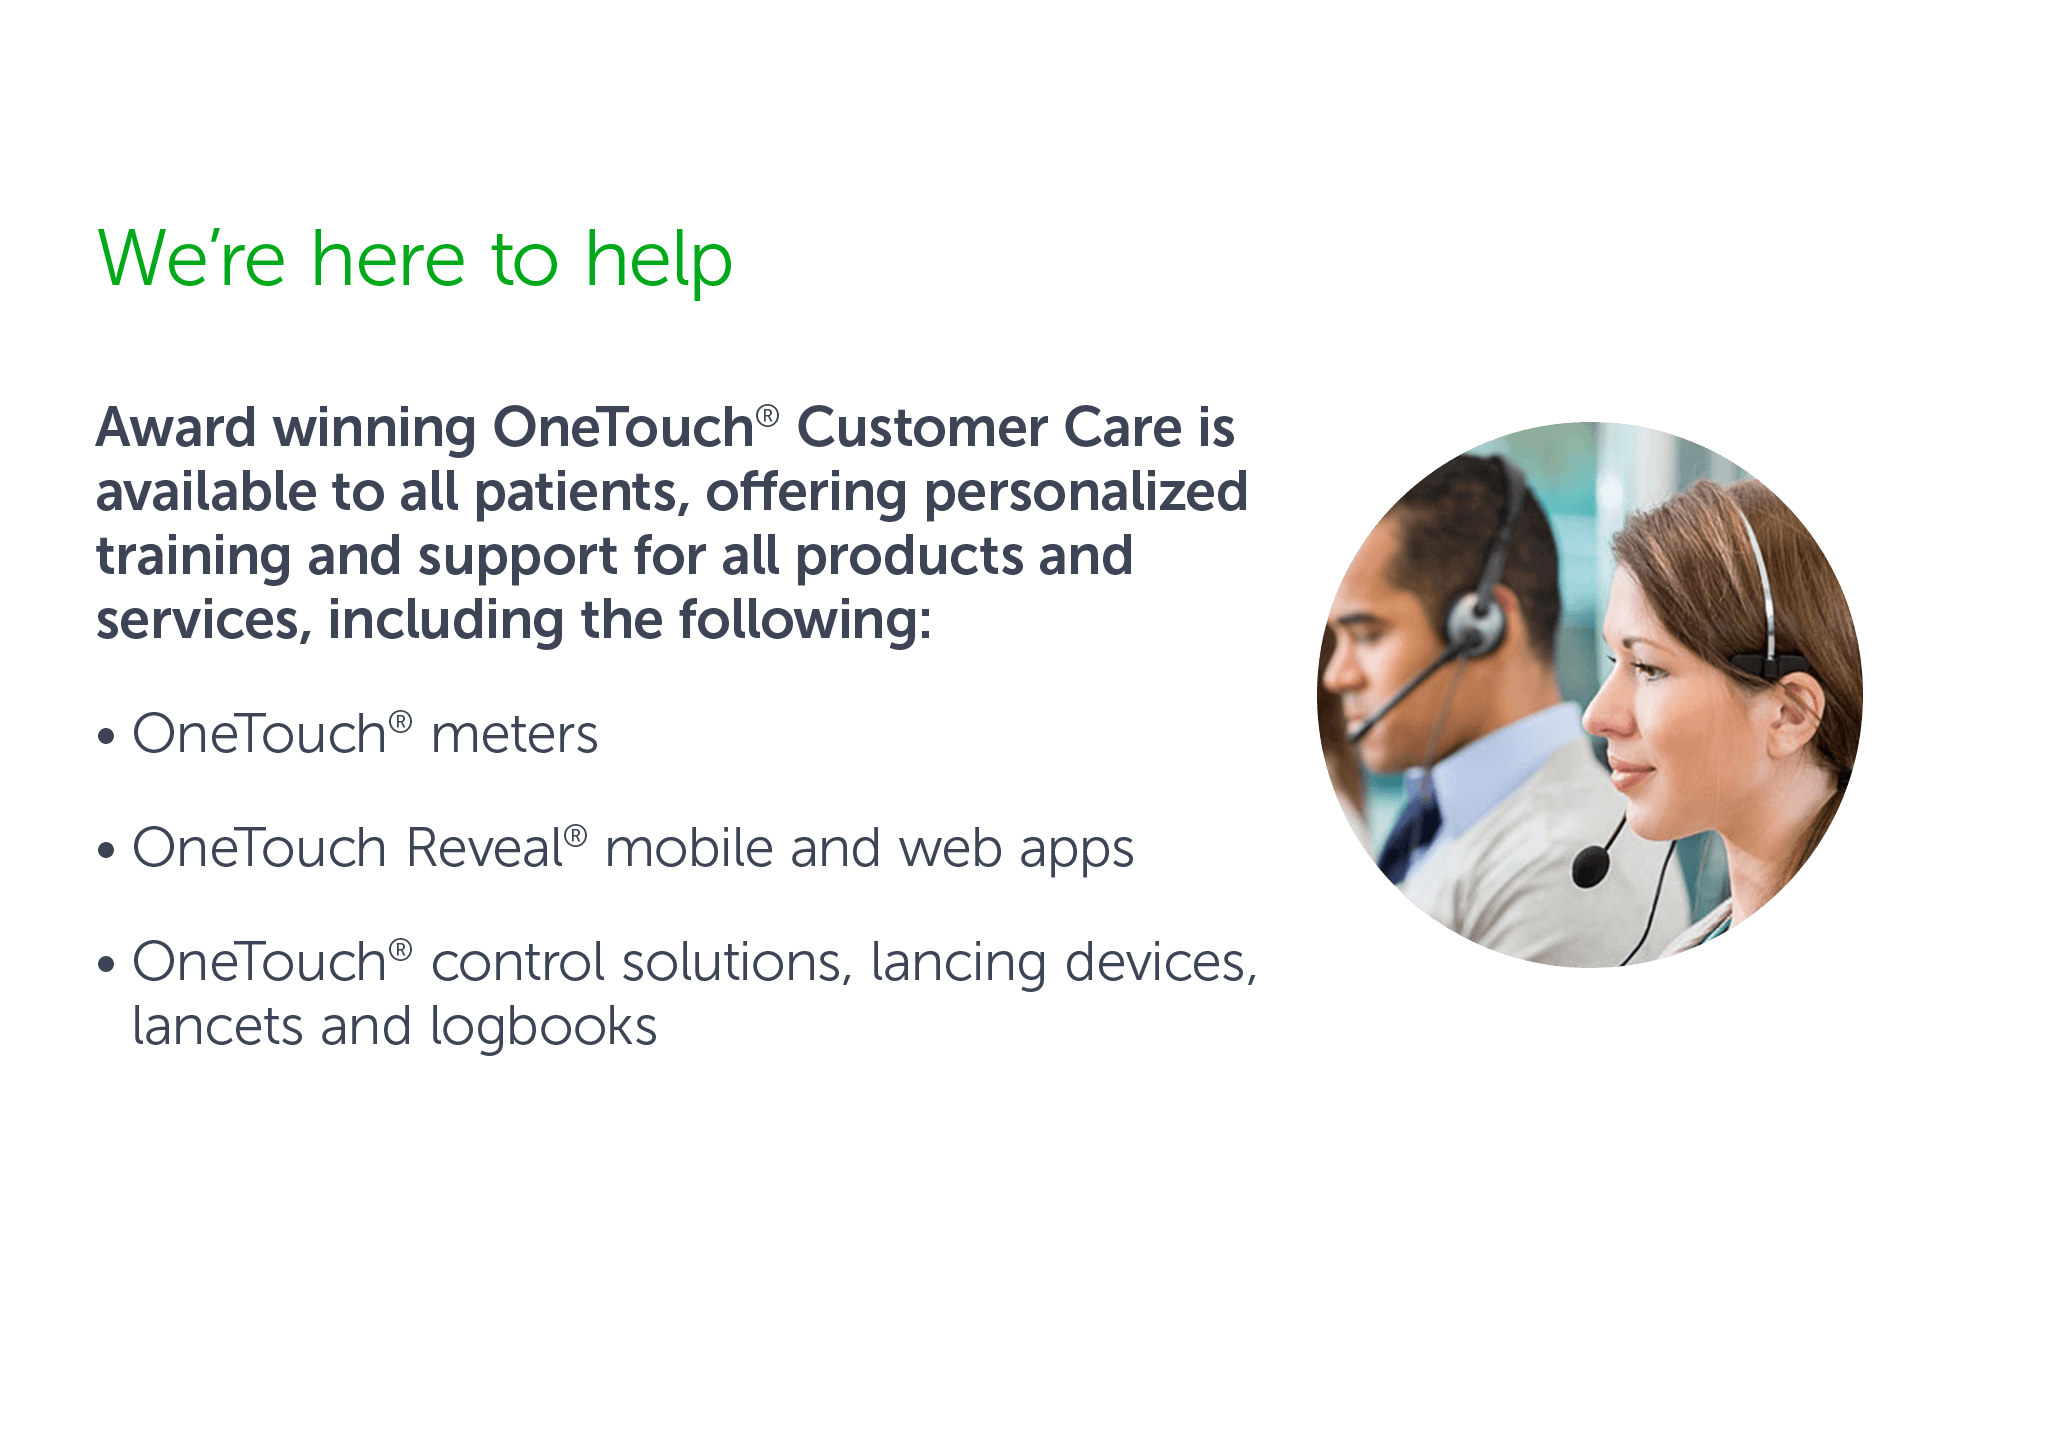 We’re here to help
Award winning OneTouch® Customer Care is
available to all patients, offering personalized
training and support for all products and
services, including the following:
• OneTouch® meters
• OneTouch Reveal® mobile and web apps
• OneTouch® control solutions, lancing devices,
lancets and logbooks